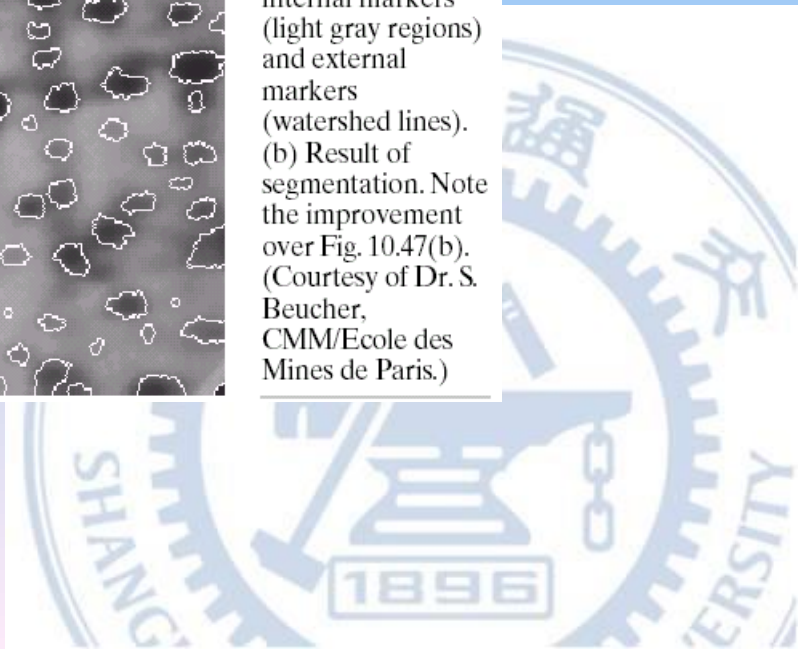 internal markers
(light gray regions)
and external
markers
(watershed lines).
(b) Result of
segmentation. Note
the improvement
over Fig. 10.47(b).
(Courtesy of Dr. S.
Beucher,
CMM/Ecole des
Mines de Paris.)
通
1896